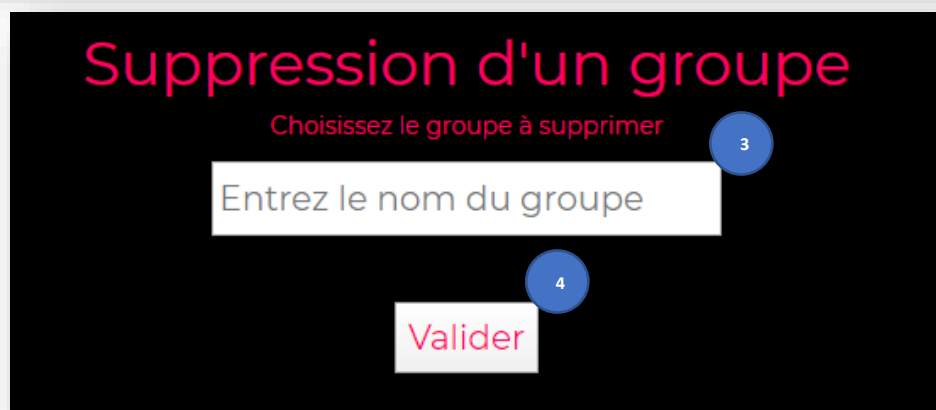 Suppression d'un groupe
Choisissez le groupe à supprimer
3
Entrez le nom du groupe
4
Valider